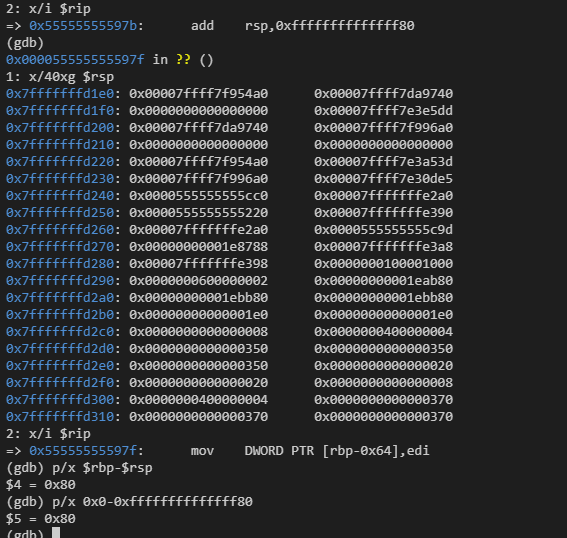 2: x/i $rip
=> 0x55555555597b: add rsp,0xffffffffffffff80
(gdb)
0x000055555555597f in ?? ()
1: x/40xg $rsp
0x7fffffffd1e0: 0x00007ffff7f954a0 0x00007ffff7da9740
0x7fffffffd1f0: 0x0000000000000000 0x00007ffff7e3e5dd
0x7fffffffd200: 0x00007ffff7da9740 0x00007ffff7f996a0
0x7fffffffd210: 0x0000000000000000 0x0000000000000000
0x7fffffffd220: 0x00007ffff7f954a0 0x00007ffff7e3a53d
0x7fffffffd230: 0x00007ffff7f996a0 0x00007ffff7e30de5
0x7fffffffd240: 0x0000555555555cc0 0x00007fffffffe2a0
0x7fffffffd250: 0x0000555555555220 0x00007fffffffe390
0x7fffffffd260: 0x00007fffffffe2a0 0x0000555555555c9d
0x7fffffffd270: 0x00000000001e8788 0x00007fffffffe3a8
0x7fffffffd280: 0x00007fffffffe398 0x0000000100001000
0x7fffffffd290: 0x0000000600000002 0x00000000001eab80
0x7fffffffd2a0: 0x00000000001ebb80 0x00000000001ebb80
0x7fffffffd2b0: 0x00000000000001e0 0x00000000000001e0
0x7fffffffd2c0: 0x0000000000000008 0x0000000400000004
0x7fffffffd2d0: 0x0000000000000350 0x0000000000000350
0x7fffffffd2e0: 0x0000000000000350 0x0000000000000020
0x7fffffffd2f0: 0x0000000000000020 0x0000000000000008
0x7fffffffd300: 0x0000000400000004 0x0000000000000370
0x7fffffffd310: 0x0000000000000370 0x0000000000000370
2: x/i $rip
=> 0x55555555597f: mov DWORD PTR [rbp-0x64],edi
(gdb) p/x $rbp-$rsp
$4 = 0x80
(gdb) p/x 0x0-0xffffffffffffff80
$5 = 0x80
(gdb)